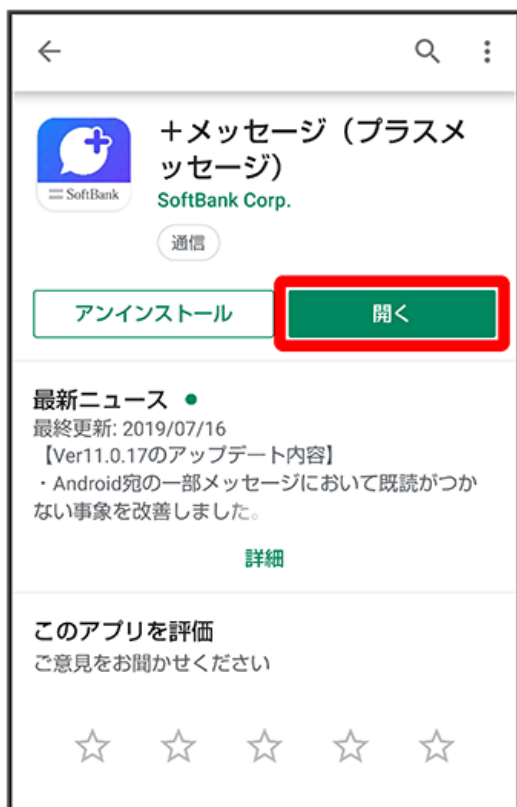 ＋メッセージ（プラスメ
ッセージ）
SoftBank
SoftBank Corp.
通信
アンインストール
開く
最新ニュース
最終更新: 2019/07/16
【Ver11.0.17のアップデート内容】
・Android宛の一部メッセージにおいて既読がつか
ない事象を改善しました。
詳細
このアプリを評価
ご意見をお聞かせください